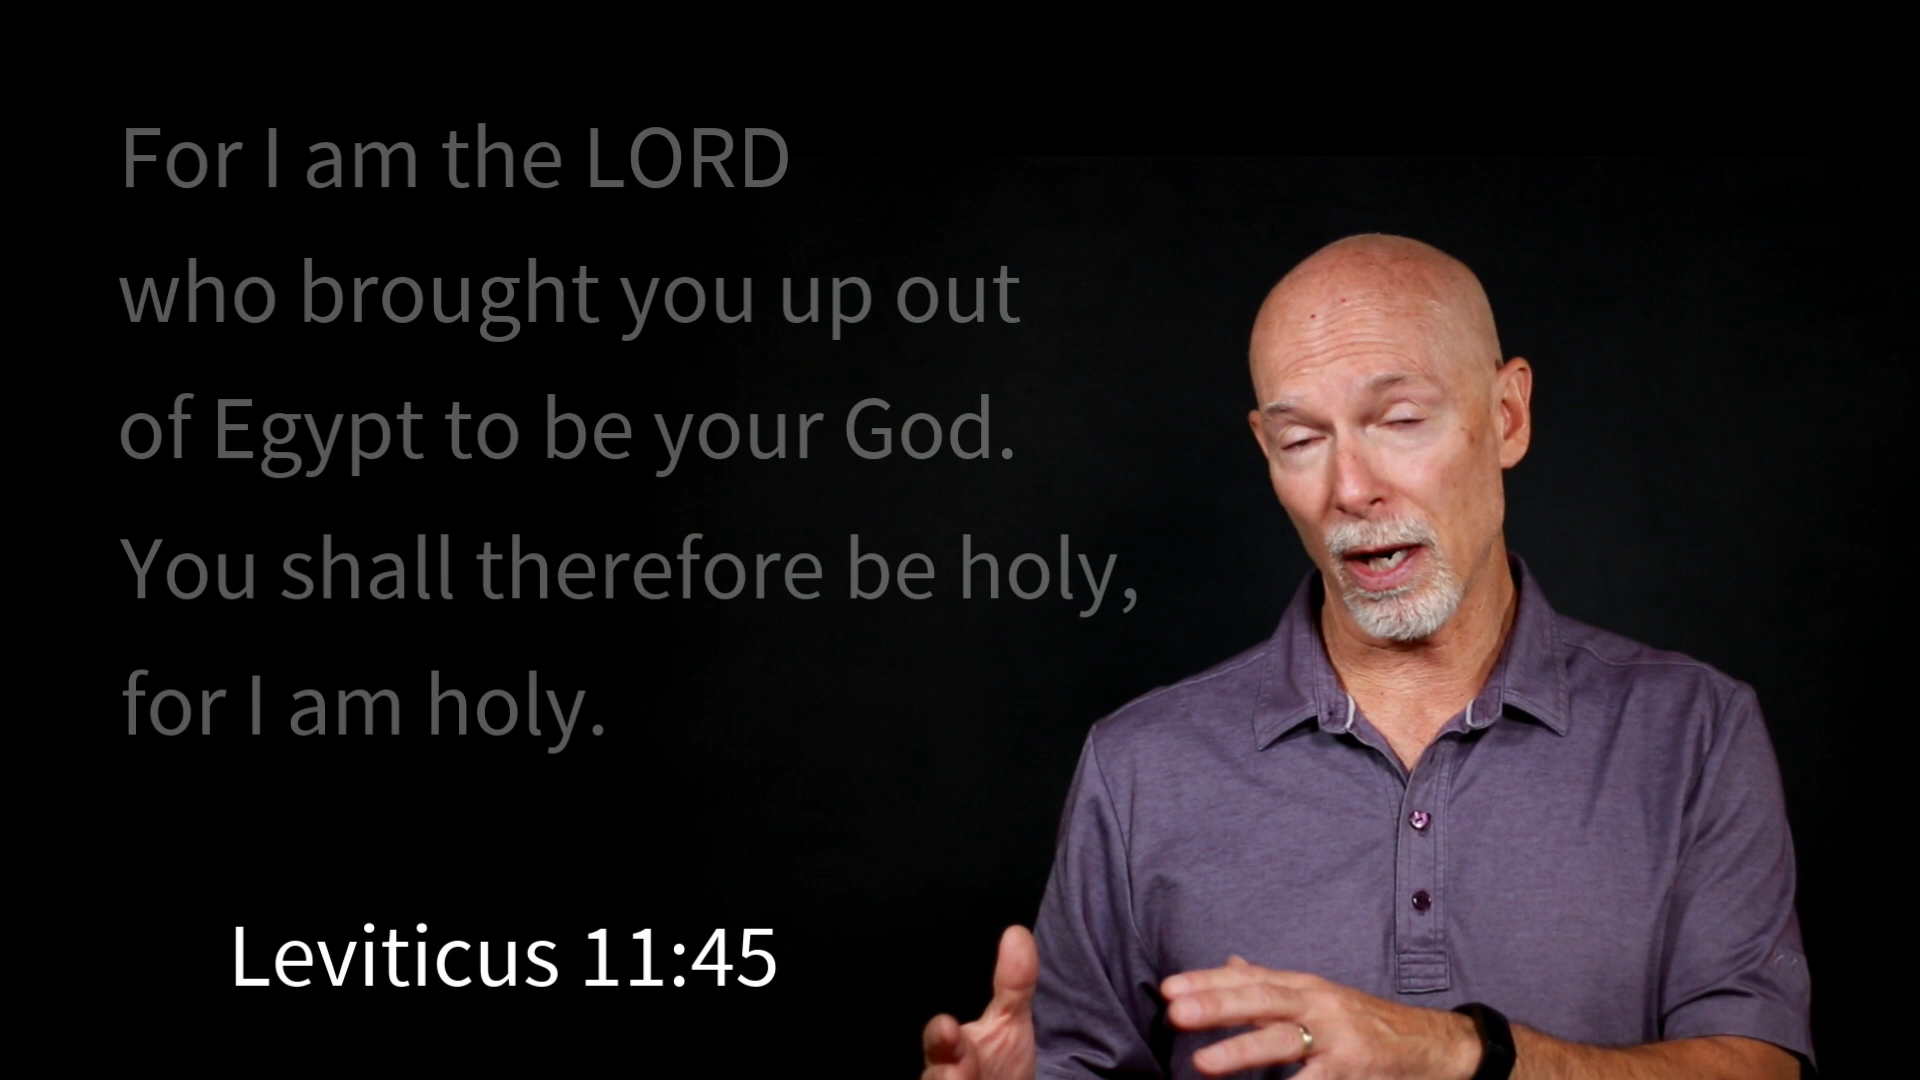 For I am the LORD
who brought you up out
of Egypt to be your God.
You shall therefore be holy,
for I am holy.
Leviticus 11:45